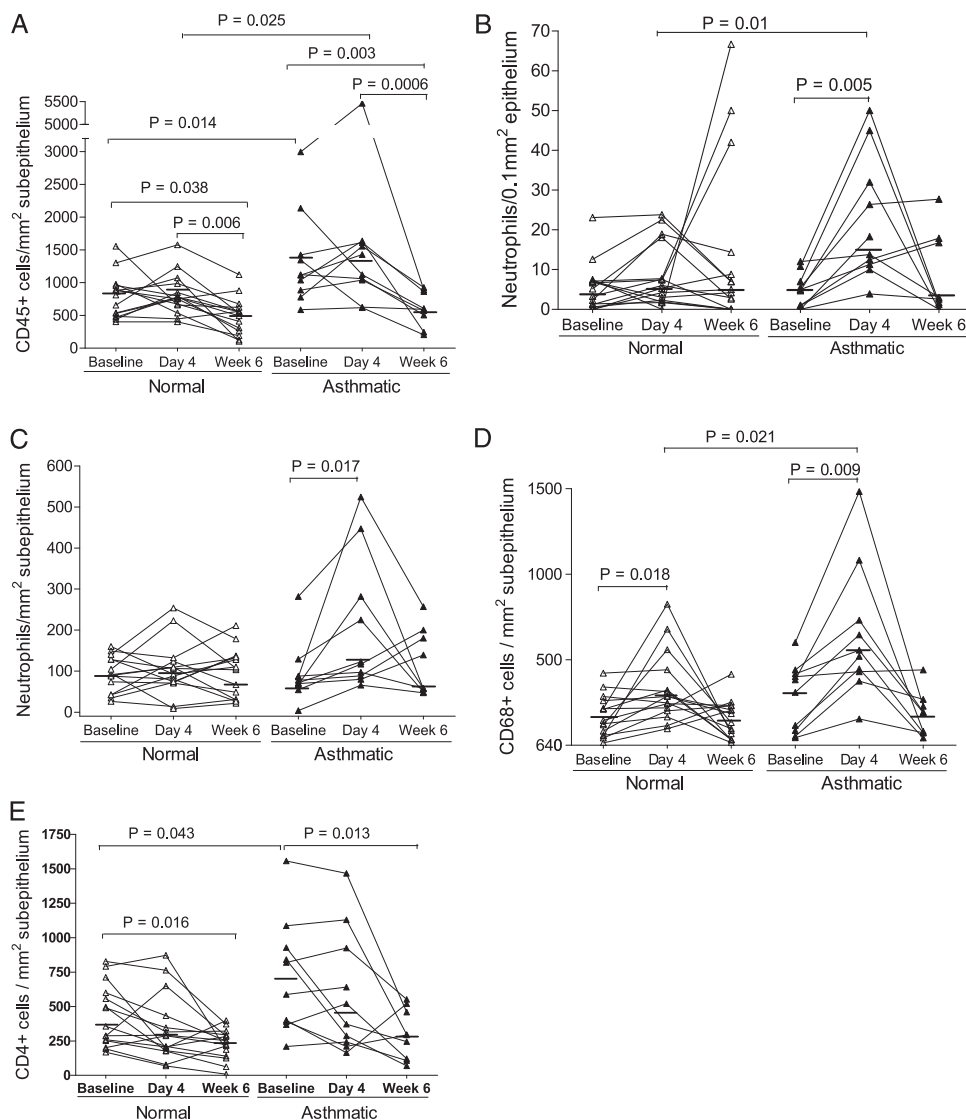 A
P = 0.025
P = 0.003
P = 0.0006
P = 0.014
P = 0.038
P = 0.006
CD45+ cells/mm² subepithelium
5500
5000
3000
2500
2000
1500
1000
500
0
Baseline Day 4 Week 6 Baseline Day 4 Week 6
Normal Asthmatic
B
P = 0.01
P = 0.005
Neutrophils/0.1mm² epithelium
70
60
50
40
30
20
10
0
Baseline Day 4 Week 6 Baseline Day 4 Week 6
Normal Asthmatic
C
P = 0.017
Neutrophils/mm² subepithelium
600
500
400
300
200
100
0
Baseline Day 4 Week 6 Baseline Day 4 Week 6
Normal Asthmatic
D
P = 0.021
P = 0.009
P = 0.018
CD68+ cells / mm² subepithelium
1500
1000
500
640
Baseline Day 4 Week 6 Baseline Day 4 Week 6
Normal Asthmatic
E
P = 0.043 P = 0.013
P = 0.016
CD4+ cells / mm² subepithelium
1750
1500
1250
1000
750
500
250
0
Baseline Day 4 Week 6 Baseline Day 4 Week 6
Normal Asthmatic